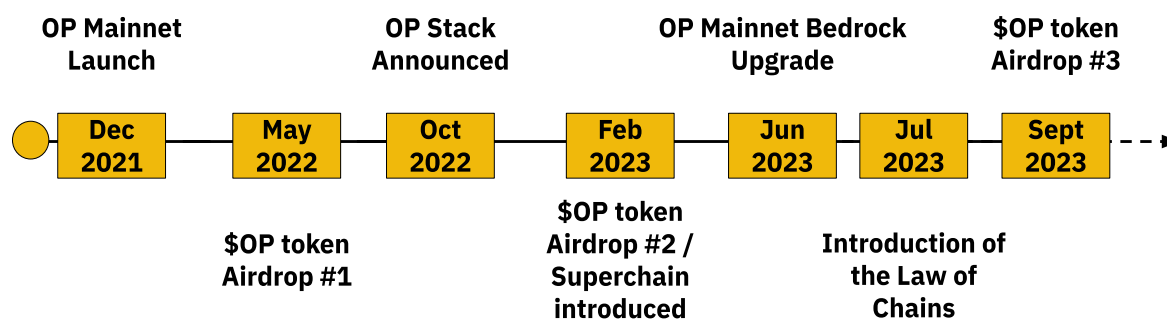 OP Mainnet
Launch
OP Stack
Announced
OP Mainnet Bedrock
Upgrade
$OP token
Airdrop #3
Dec
2021
May
2022
Oct
2022
Feb
2023
Jun
2023
Jul
2023
Sept
2023
$OP token
Airdrop #1
$OP token
Airdrop #2 /
Superchain
introduced
Introduction of
the Law of
Chains